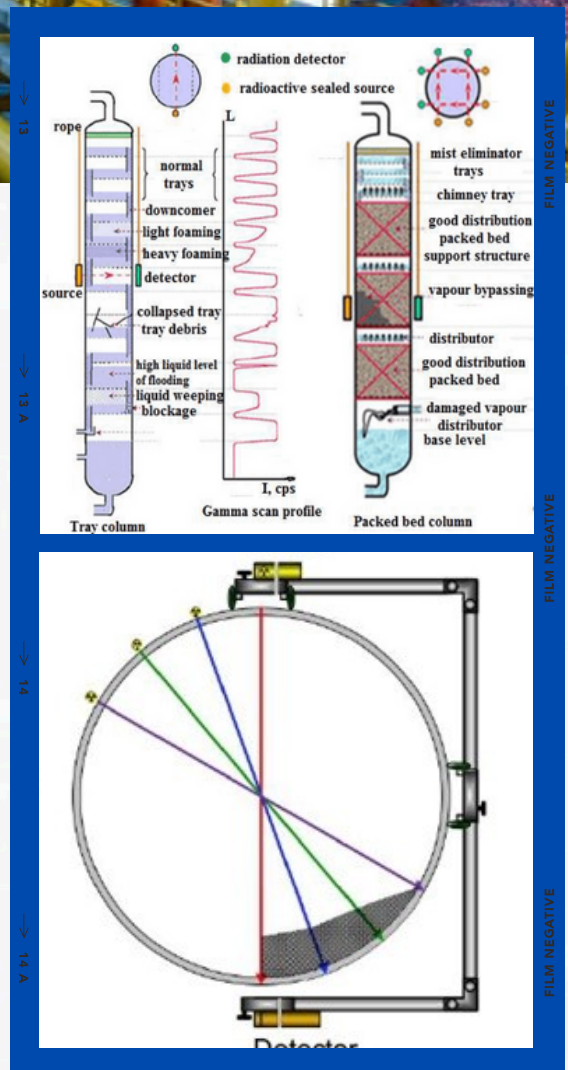 radiation detector
radioactive sealed source
L
rope
normal
trays
downcomer
light foaming
heavy foaming
source
detector
collapsed tray
tray debris
high liquid level
of flooding
liquid weeping
blockage
I, cps
Tray column
Gamma scan profile
mist eliminator
trays
chimney tray
good distribution
packed bed
support structure
vapour bypassing
distributor
good distribution
packed bed
damaged vapour
distributor
base level
Packed bed column
Detector
13
13 A
14
14 A
FILM NEGATIVE
FILM NEGATIVE
FILM NEGATIVE